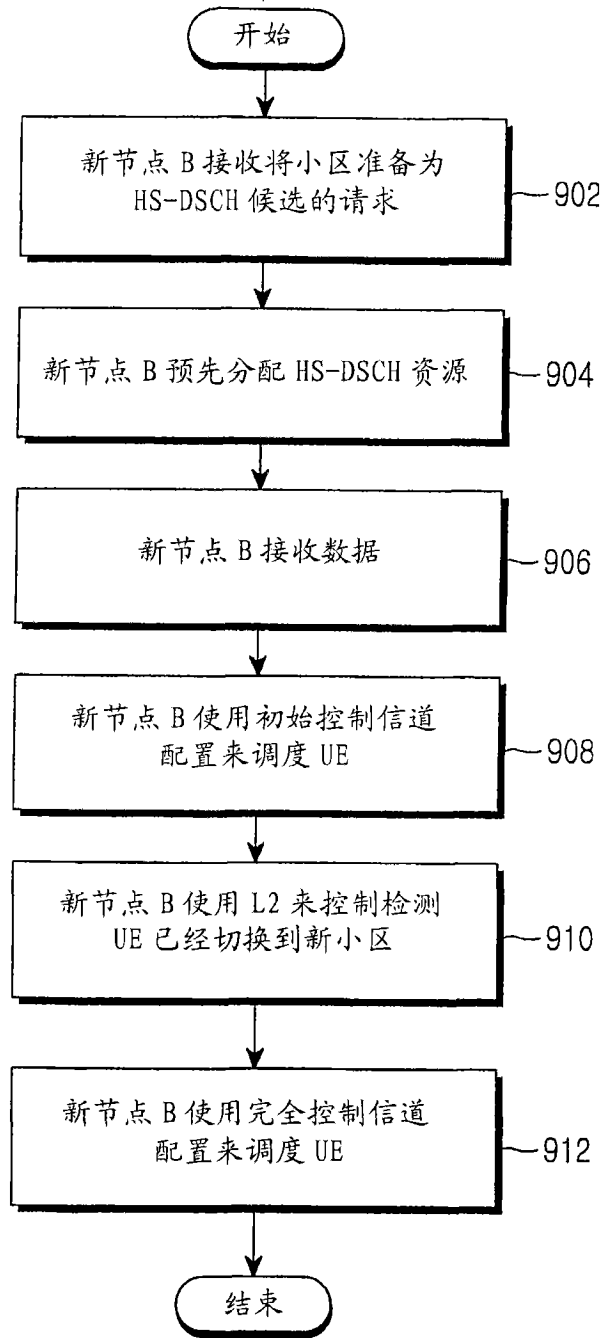 开始
新节点 B 接收将小区准备为
HS-DSCH 候选的请求
902
新节点 B 预先分配 HS-DSCH 资源
904
新节点 B 接收数据
906
新节点 B 使用初始控制信道
配置来调度 UE
908
新节点 B 使用 L2 来控制检测
UE 已经切换到新小区
910
新节点 B 使用完全控制信道
配置来调度 UE
912
结束